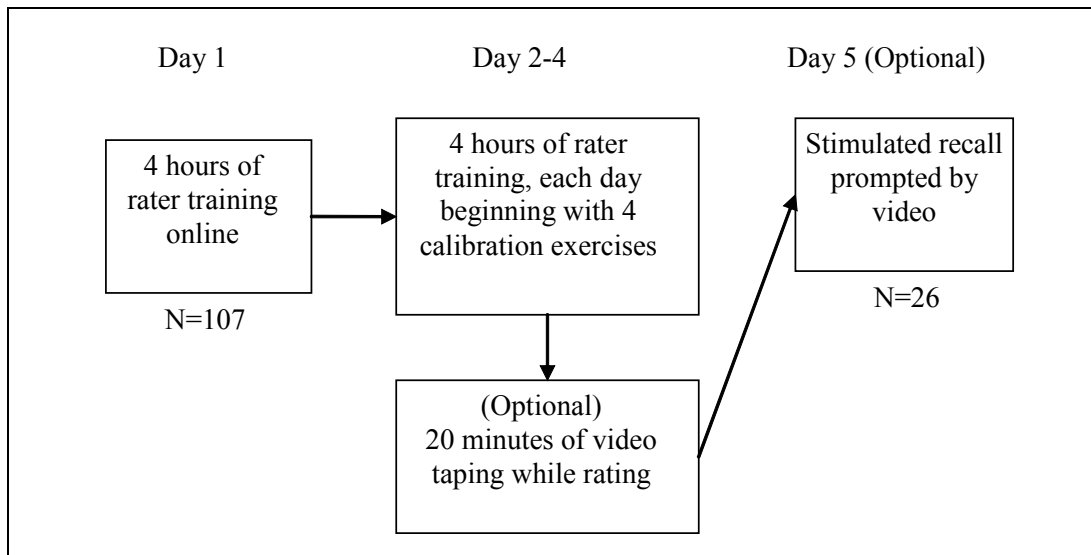 Day 1
4 hours of
rater training
online
N=107
Day 2-4
4 hours of rater
training, each day
beginning with 4
calibration exercises
(Optional)
20 minutes of video
taping while rating
Day 5 (Optional)
Stimulated recall
prompted by
video
N=26